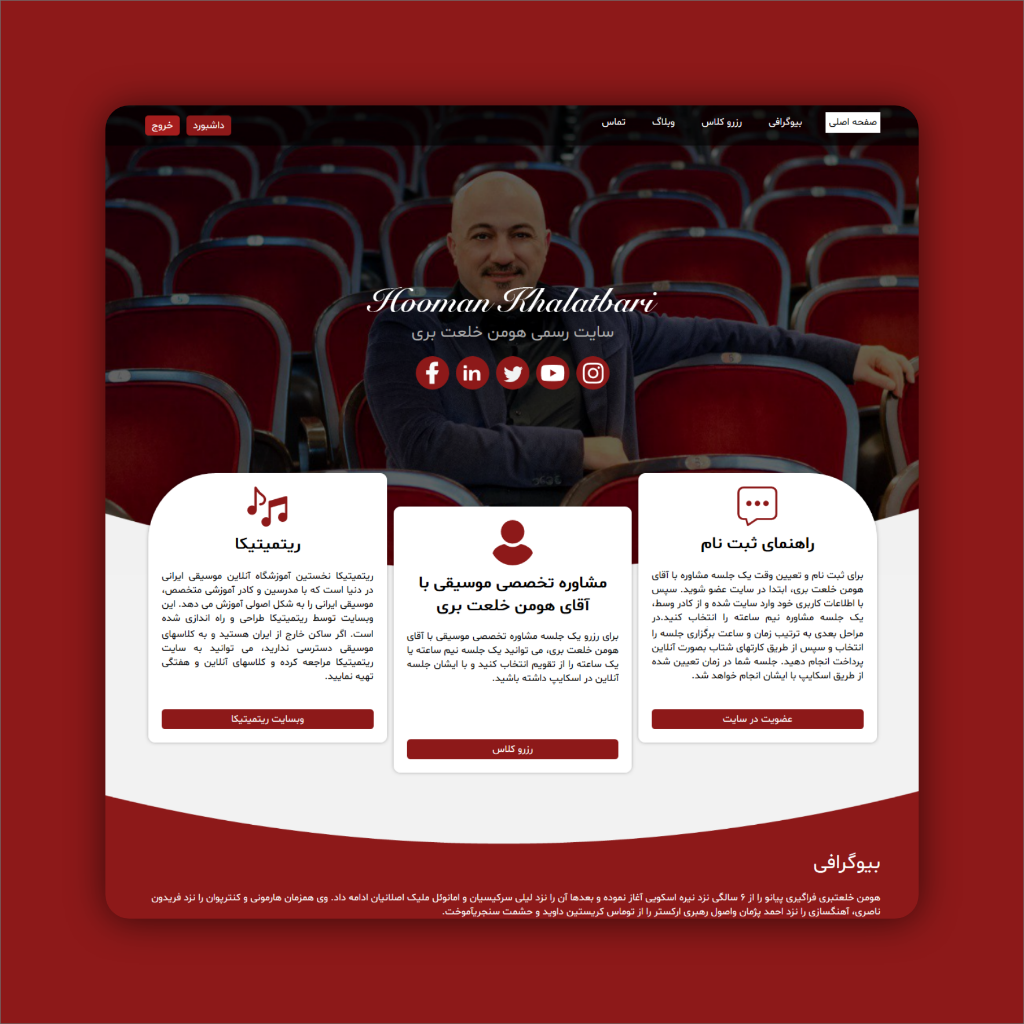 صفحه اصلی بیوگرافی رزرو کلاس وبلاگ تماس داشبورد خروج
Hooman Khalatbari
سایت رسمی هومن خلعت بری
راهنمای ثبت نام
برای ثبت نام و تعیین وقت یک جلسه مشاوره با آقای
هومن خلعت بری، ابتدا در سایت عضو شوید. سپس
با اطلاعات کاربری خود وارد سایت شده و از کادر وسط،
یک جلسه مشاوره نیم ساعته را انتخاب کنید.در
مراحل بعدی به ترتیب زمان و ساعت برگزاری جلسه را
انتخاب و سپس از طریق کارتهای شتاب بصورت آنلاین
پرداخت انجام دهید. جلسه شما در زمان تعیین شده
از طریق اسکایپ با ایشان انجام خواهد شد.
عضویت در سایت
مشاوره تخصصی موسیقی با
آقای هومن خلعت بری
برای رزرو یک جلسه مشاوره تخصصی موسیقی با آقای
هومن خلعت بری، می توانید یک جلسه نیم ساعته یا
یک ساعته را از تقویم انتخاب کنید و با ایشان جلسه
آنلاین در اسکایپ داشته باشید.
رزرو کلاس
ریتمیتیکا
ریتمیتیکا نخستین آموزشگاه آنلاین موسیقی ایرانی
در دنیا است که با مدرسین و کادر آموزشی متخصص،
موسیقی ایرانی را به شکل اصولی آموزش می دهد. این
وبسایت توسط ریتمیتیکا طراحی و راه اندازی شده
است. اگر ساکن خارج از ایران هستید و به کلاسهای
موسیقی دسترسی ندارید، می توانید به سایت
ریتمیتیکا مراجعه کرده و کلاسهای آنلاین و هفتگی
تهیه نمایید.
وبسایت ریتمیتیکا
بیوگرافی
هومن خلعتبری فراگیری پیانو را از ۶ سالگی نزد نیره اسکویی آغاز نموده و بعدها آن را نزد لیلی سرکیسیان و امانوئل ملیک اصلانیان ادامه داد. وی همزمان هارمونی و کنترپوان را نزد فریدون
ناصری، آهنگسازی را نزد احمد پژمان واصول رهبری ارکستر را از توماس کریستین داوید و حشمت سنجریآموخت.